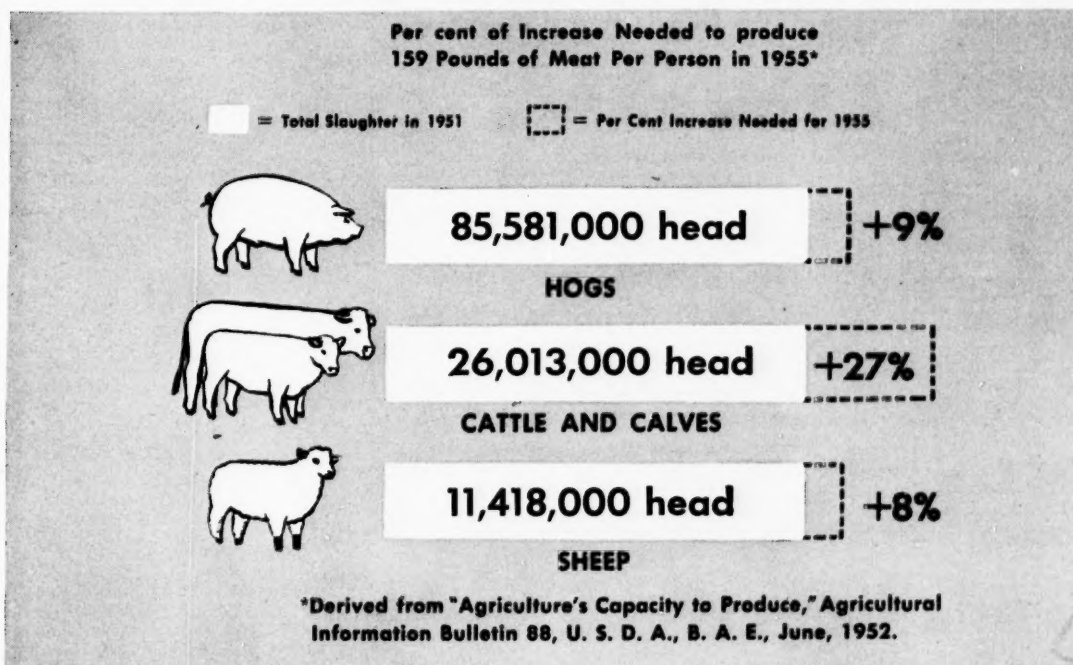 Per cent of Increase Needed to produce
159 Pounds of Meat Per Person in 1955*
= Total Slaughter in 1951
= Per Cent Increase Needed for 1955
85,581,000 head
+9%
HOGS
26,013,000 head
+27%
CATTLE AND CALVES
11,418,000 head
+8%
SHEEP
*Derived from "Agriculture's Capacity to Produce," Agricultural
Information Bulletin 88, U. S. D. A., B. A. E., June, 1952.